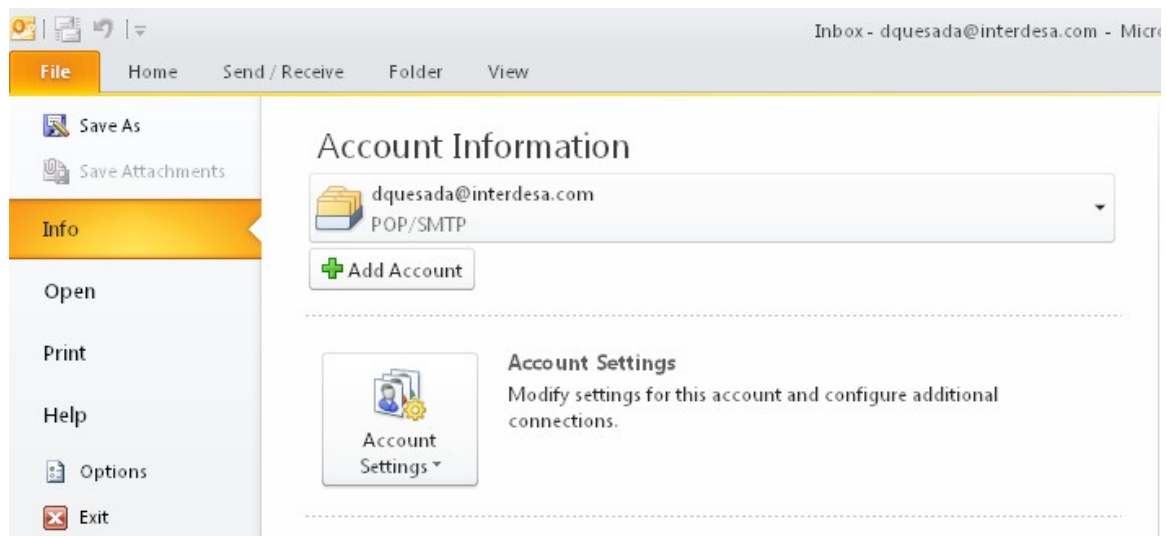 Inbox - dquesada@interdesa.com - Micro
File Home Send / Receive Folder View
Save As
Save Attachments
Info
Open
Print
Help
Options
Exit
Account Information
dquesada@interdesa.com
POP/SMTP
Add Account
Account
Settings
Account Settings
Modify settings for this account and configure additional
connections.